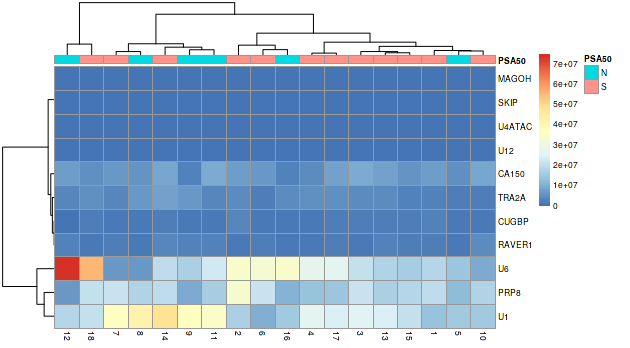 PSA50
MAGOH
SKIP
U4ATAC
U12
CA150
TRA2A
CUGBP
RAVER1
U6
PRP8
U1
12 18 7 8 14 9 11 2 6 16 4 17 3 13 15 1 5 10
7e+07
6e+07
5e+07
4e+07
3e+07
2e+07
1e+07
0
PSA50
N
S